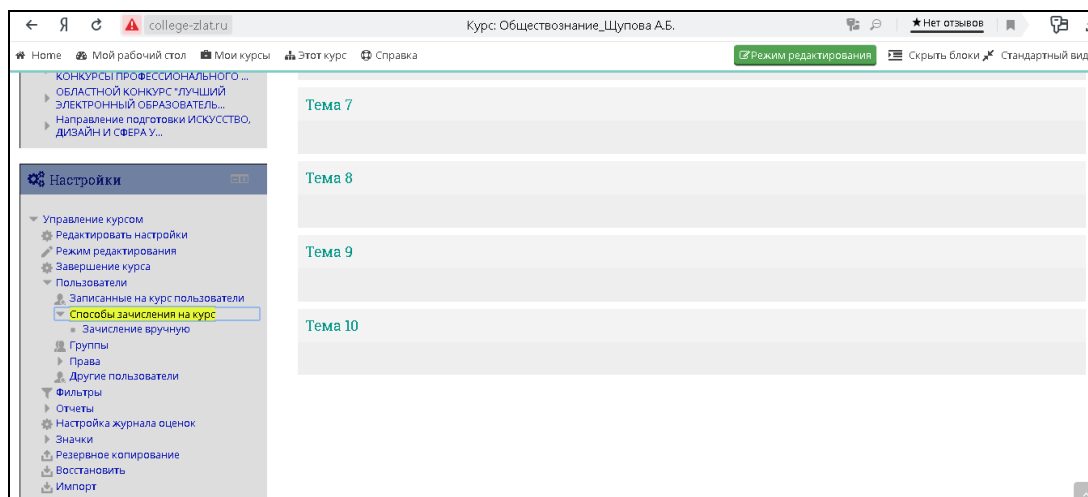 Я college-zlat.ru Курс: Обществознание_Щупова А.Б. Нет отзывов
Home Мой рабочий стол Мои курсы Этот курс Справка Режим редактирования Скрыть блоки Стандартный вид
КОНКУРСЫ ПРОФЕССИОНАЛЬНОГО ...
ОБЛАСТНОЙ КОНКУРС "ЛУЧШИЙ
ЭЛЕКТРОННЫЙ ОБРАЗОВАТЕЛЬ...
Направление подготовки ИСКУССТВО,
ДИЗАЙН И СФЕРА У...
Настройки
Управление курсом
Редактировать настройки
Режим редактирования
Завершение курса
Пользователи
Записанные на курс пользователи
Способы зачисления на курс
Зачисление вручную
Группы
Права
Другие пользователи
Фильтры
Отчеты
Настройка журнала оценок
Значки
Резервное копирование
Восстановить
Импорт
Тема 7
Тема 8
Тема 9
Тема 10